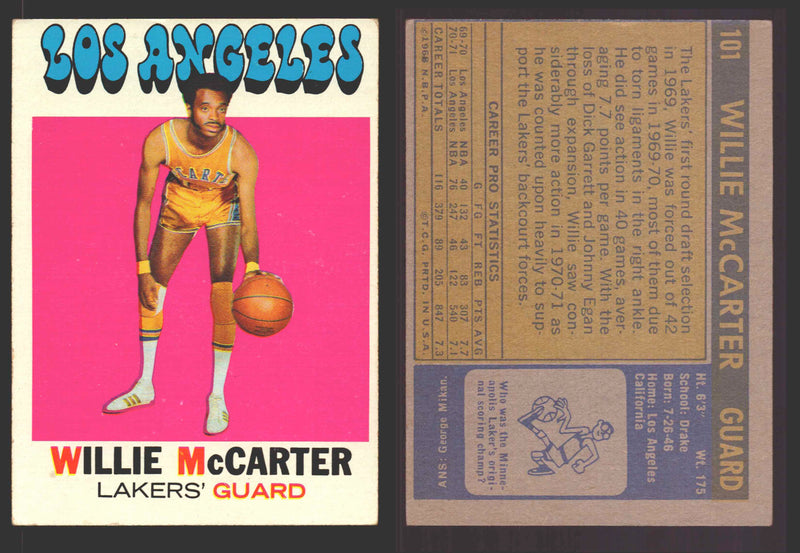 LOS ANGELES
CARTE
WILLIE McCARTER
LAKERS' GUARD
101 WILLIE McCARTER GUARD
Ht. 6'3" Wt. 175
School: Drake
Born: 7-26-46
Home: Los Angeles
California
The Lakers' first round draft selection
in 1969, Willie was forced out of 42
games in 1969-70, most of them due
to torn ligaments in the right ankle.
He did see action in 40 games, aver-
aging 7.7 points per game. With the
loss of Dick Garrett and Johnny Egan
through expansion, Willie saw con-
siderably more action in 1970-71 as
he was counted upon heavily to sup-
port the Lakers' backcourt forces.
CAREER PRO STATISTICS
G FG FT REB PTS AVG
69-70 Los Angeles NBA 40 132 43 83 307 7.7
70-71 Los Angeles NBA 76 247 46 122 540 7.1
CAREER TOTALS 116 379 89 205 847 7.3
©1968 N.B.P.A. ©T.C.G. PRTD. IN U.S.A.
Who was the Minne-
apolis Laker's origi-
nal scoring champ?
ANS: George Mikan.